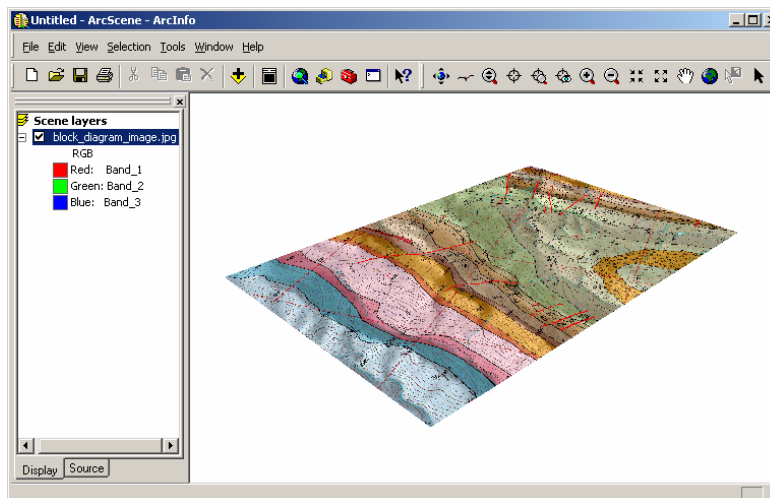 Untitled - ArcScene - ArcInfo
File Edit View Selection Tools Window Help
Scene layers
block_diagram_image.jpg
RGB
Red: Band_1
Green: Band_2
Blue: Band_3
Display Source